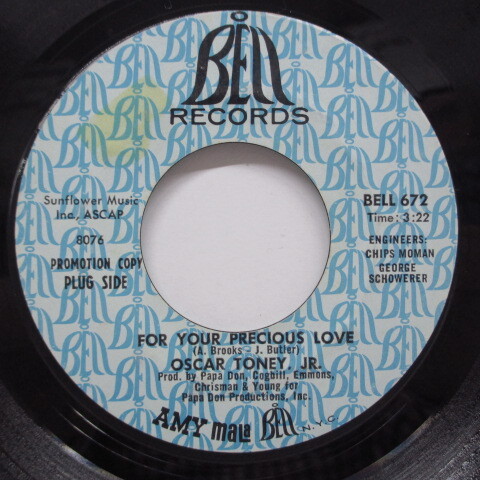 Bell
RECORDS
Sunflower Music
Inc., ASCAP
8076
PROMOTION COPY
PLUG SIDE
BELL 672
Time: 3:22
ENGINEERS:
CHIPS MOMAN
GEORGE
SCHOWERER
FOR YOUR PRECIOUS LOVE
(A. Brooks - J. Butler)
OSCAR TONEY, JR.
Prod. by Papa Don, Cogbill, Emmons,
Chrisman & Young for
Papa Don Productions, Inc.
AMY mala Bell N.Y.C.